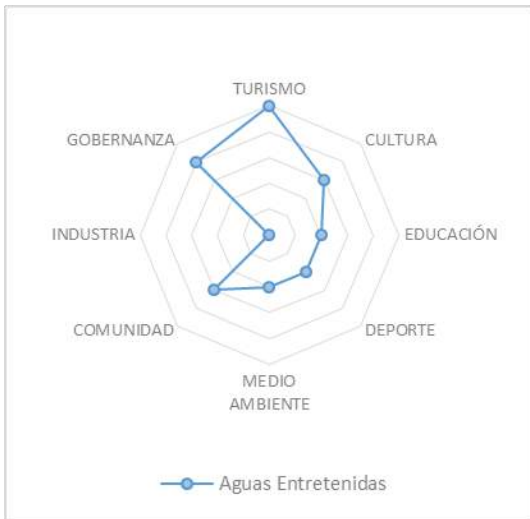 TURISMO
CULTURA
EDUCACIÓN
DEPORTE
MEDIO
AMBIENTE
COMUNIDAD
INDUSTRIA
GOBERNANZA
Aguas Entretenidas